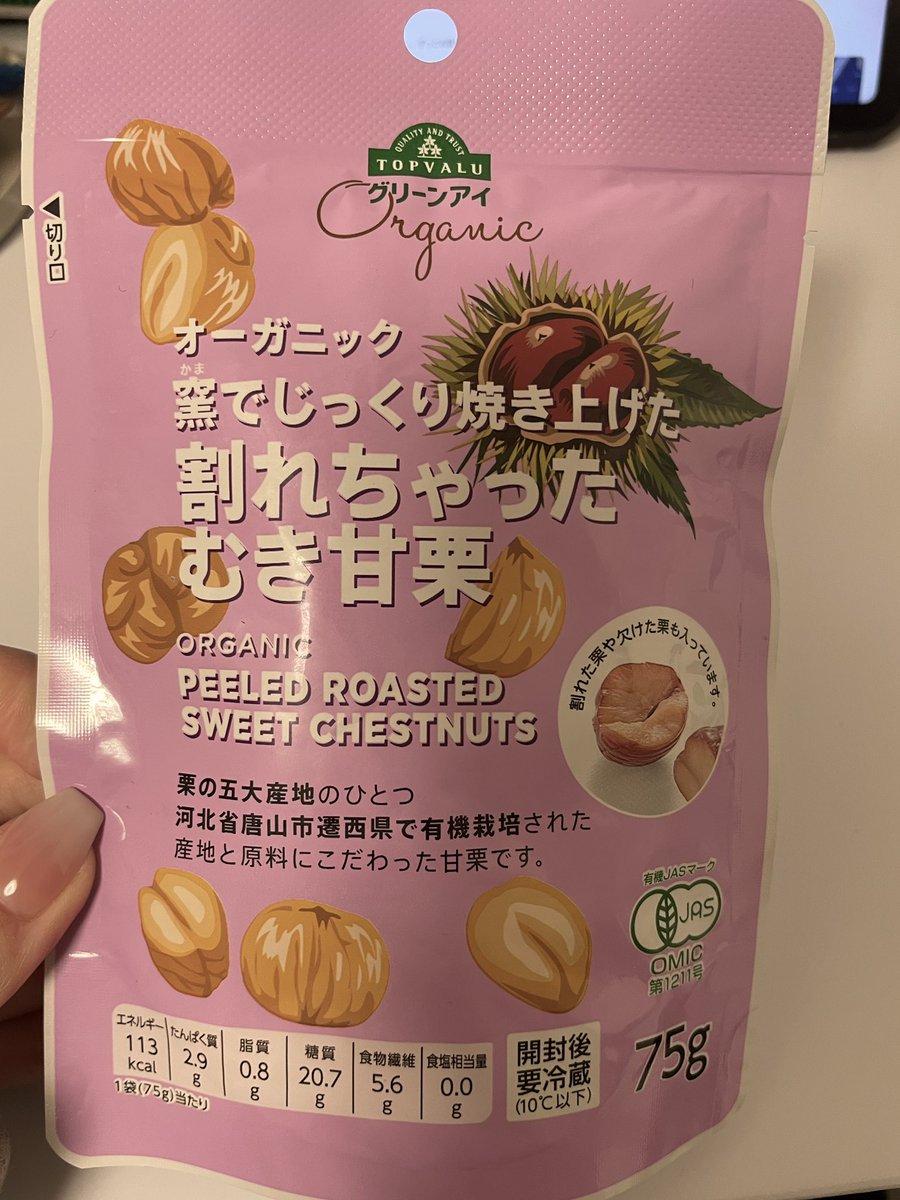 QUALITY AND TRUST
TOPVALU
グリーンアイ
Organic
切り口
オーガニック
かま
窯でじっくり焼き上げた
割れちゃった
むき甘栗
ORGANIC
PEELED ROASTED
SWEET CHESTNUTS
割れた栗や欠けた栗も入っています。
栗の五大産地のひとつ
河北省唐山市遷西県で有機栽培された
産地と原料にこだわった甘栗です。
有機JASマーク
JAS
OMIC
第1211号
エネルギー 113 kcal
たんぱく質 2.9 g
脂質 0.8 g
糖質 20.7 g
食物繊維 5.6 g
食塩相当量 0.0 g
1袋(75g)当たり
開封後
要冷蔵
(10℃以下)
75g